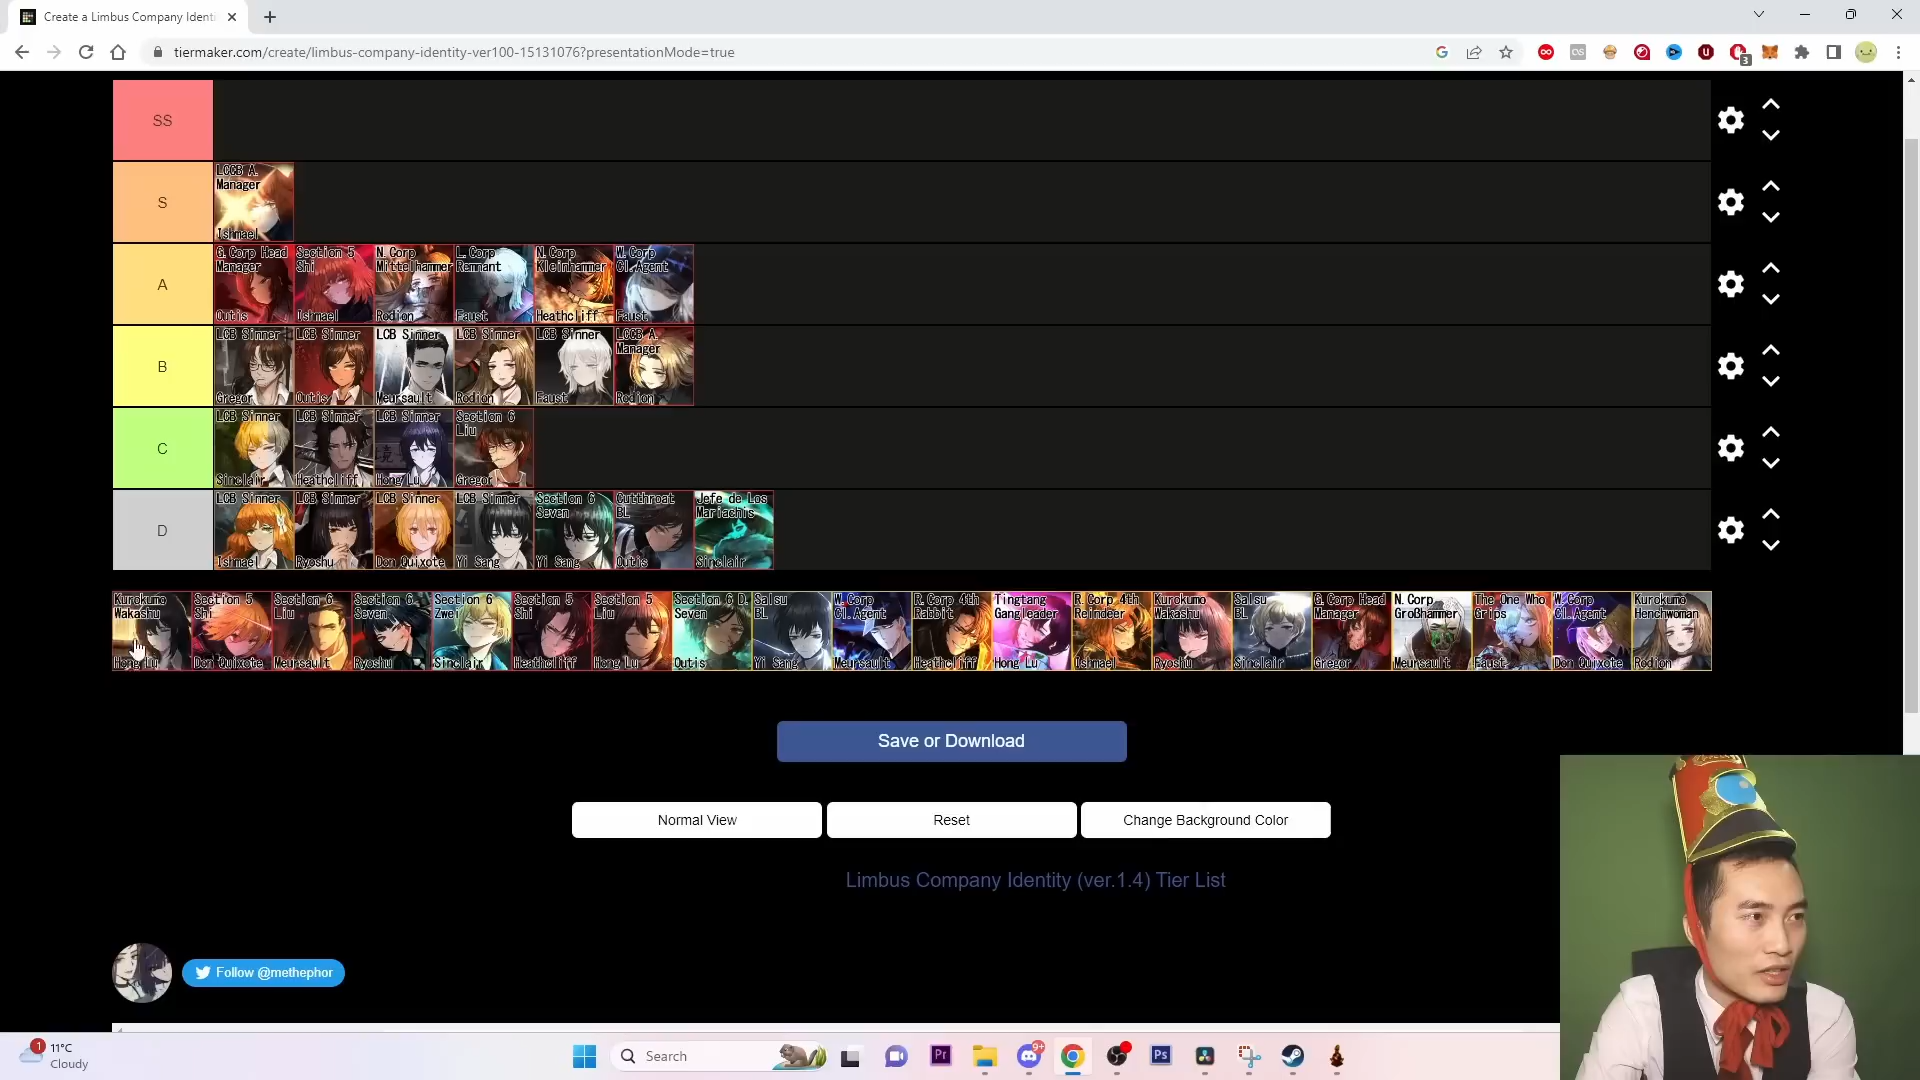 Create a Limbus Company Identi
tiermaker.com/create/limbus-company-identity-ver100-15131076?presentationMode=true
3
SS
S
LCCB A.
Manager
Ishmael
A
G.Corp Head
Manager
Outis
Section 5
Shi
Ishmael
N.Corp
Mittelhammer
Rodion
L.Corp
Remnant
Faust
N.Corp
Kleinhammer
Heathcliff
W.Corp
Cl.Agent
Faust
B
LCB Sinner
Gregor
LCB Sinner
Outis
LCB Sinner
Meursault
LCB Sinner
Rodion
LCB Sinner
Faust
LCCB A.
Manager
Rodion
C
LCB Sinner
Sinclair
LCB Sinner
Heathcliff
LCB Sinner
Hong Lu
Section 6
Liu
Gregor
D
LCB Sinner
Ishmael
LCB Sinner
Ryoshu
LCB Sinner
Don Quixote
LCB Sinner
Yi Sang
Section 6
Seven
Yi Sang
Cutthroat
BL
Outis
Jefe de Los
Mariachis
Sinclair
Kurokumo
Wakashu
Hong Lu
Section 5
Shi
Don Quixote
Section 6
Liu
Meursault
Section 6
Seven
Ryoshu
Section 6
Zwei
Sinclair
Section 5
Shi
Heathcliff
Section 5
Liu
Hong Lu
Section 6 D.
Seven
Outis
Salsu
BL
Yi Sang
W.Corp
Cl.Agent
Meursault
R.Corp 4th
Rabbit
Heathcliff
Tingtang
Gangleader
Hong Lu
R.Corp 4th
Reindeer
Ishmael
Kurokumo
Wakashu
Ryoshu
Salsu
BL
Sinclair
G.Corp Head
Manager
Gregor
N.Corp
Großhammer
Meursault
The One Who
Grips
Faust
W.Corp
Cl.Agent
Don Quixote
Kurokumo
Henchwoman
Rodion
Save or Download
Normal View
Reset
Change Background Color
Limbus Company Identity (ver.1.4) Tier List
Follow @methephor
1
11°C
Cloudy
Search
Pr
9+
Ps